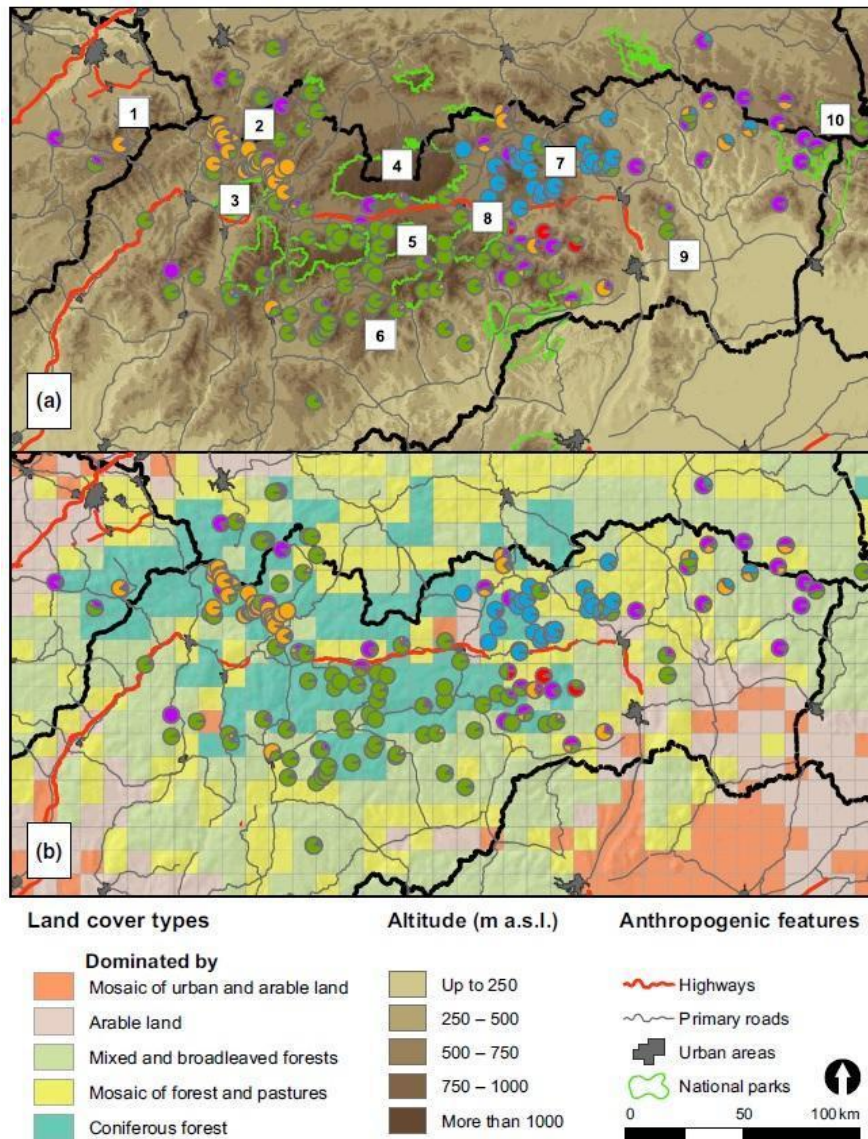 1
2
10
3
4
7
8
5
9
6
(a)
(b)
Land cover types
Dominated by
Mosaic of urban and arable land
Arable land
Mixed and broadleaved forests
Mosaic of forest and pastures
Coniferous forest
Altitude (m a.s.l.)
Up to 250
250 – 500
500 – 750
750 – 1000
More than 1000
Anthropogenic features
Highways
Primary roads
Urban areas
National parks
0 50 100 km